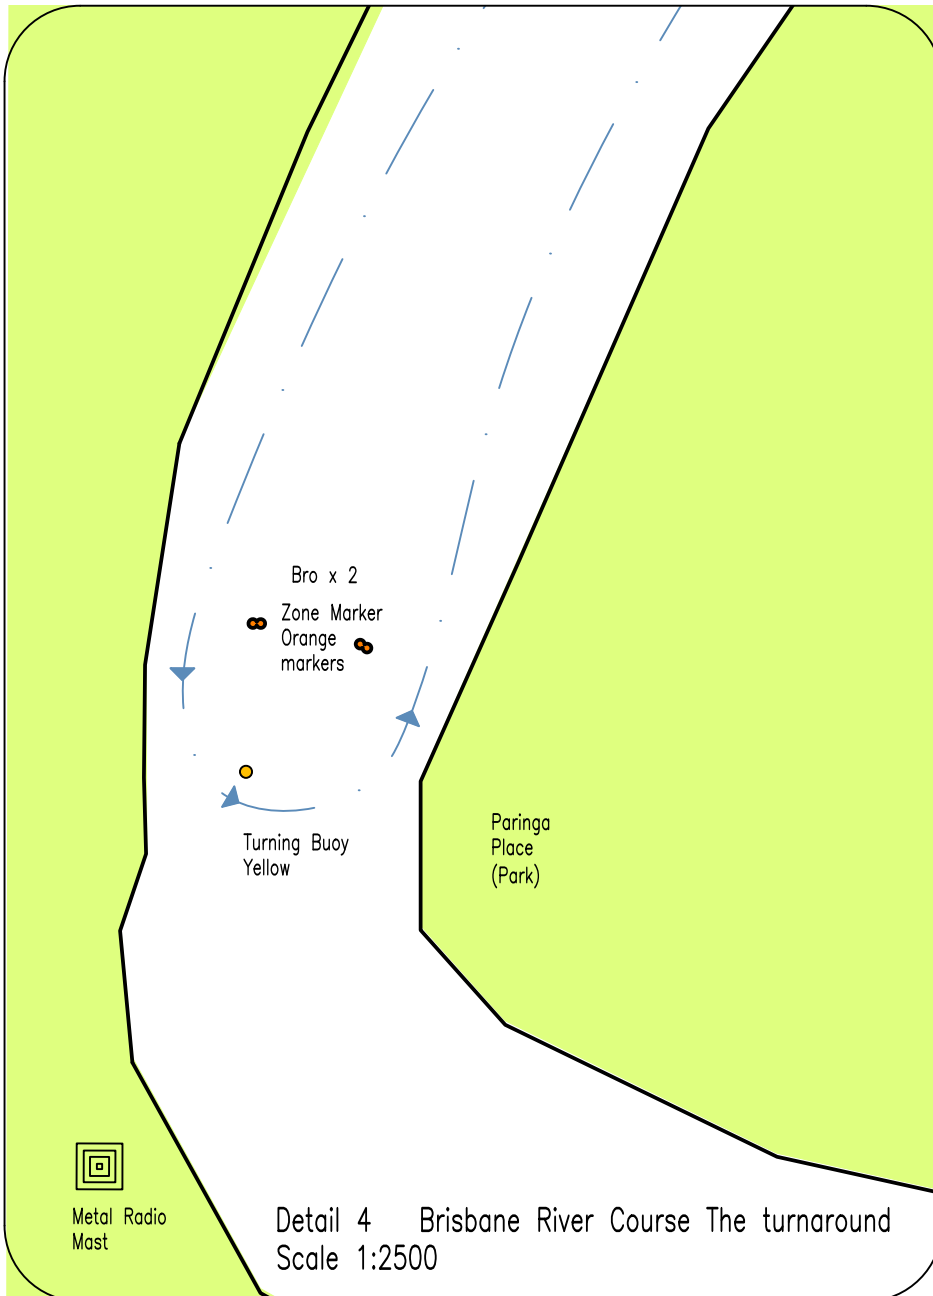 Bro x 2
Zone Marker
Orange
markers
Turning Buoy
Yellow
Paringa
Place
(Park)
Metal Radio
Mast
Detail 4 Brisbane River Course The turnaround
Scale 1:2500